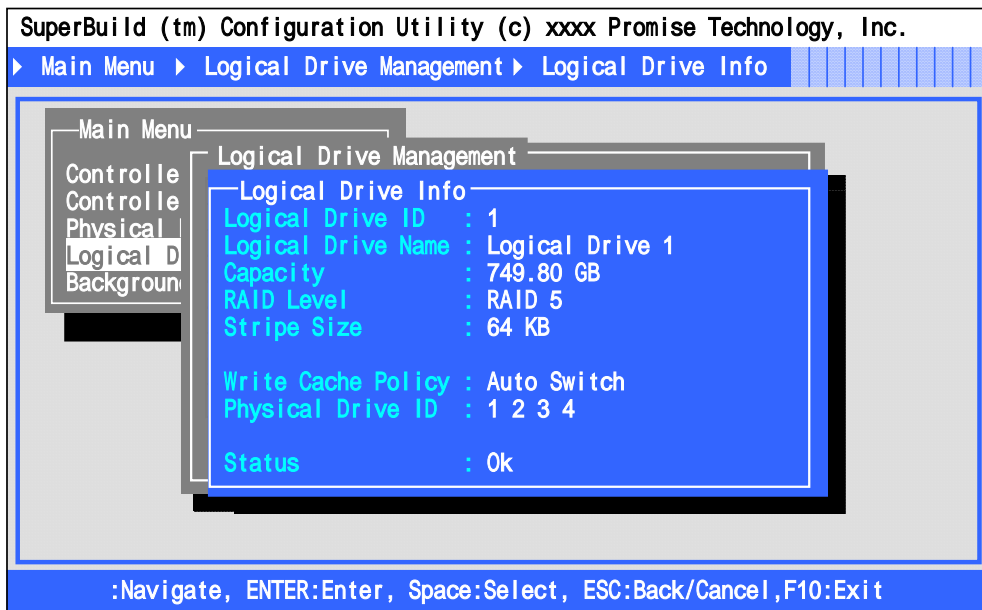 SuperBuild (tm) Configuration Utility (c) xxxx Promise Technology, Inc.
Main Menu Logical Drive Management Logical Drive Info
Main Menu
Controlle
Controlle
Physical
Logical D
Backgroun
Logical Drive Management
Logical Drive Info
Logical Drive ID : 1
Logical Drive Name : Logical Drive 1
Capacity : 749.80 GB
RAID Level : RAID 5
Stripe Size : 64 KB
Write Cache Policy : Auto Switch
Physical Drive ID : 1 2 3 4
Status : Ok
:Navigate, ENTER:Enter, Space:Select, ESC:Back/Cancel,F10:Exit